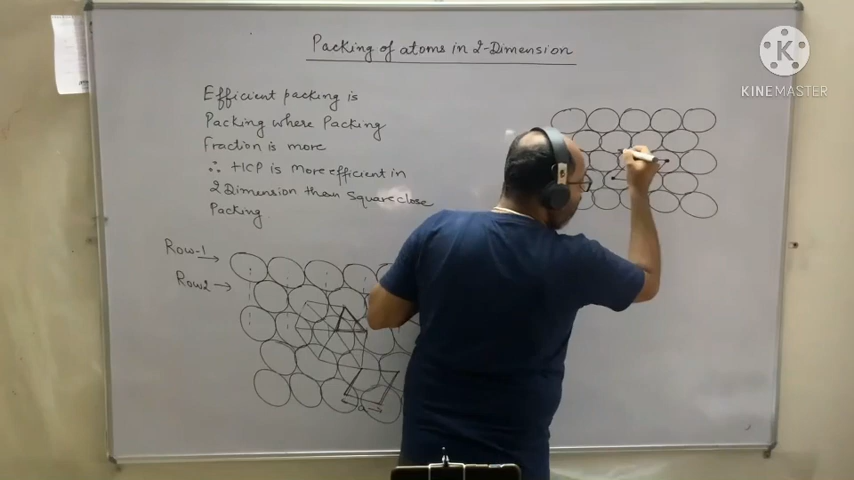 Packing of atoms in 2-Dimension
Efficient packing is
Packing where Packing
fraction is more
∴ HCP is more efficient in
2 Dimension than Square close
Packing
Row-1 →
Row2 →
a
K
KINEMASTER